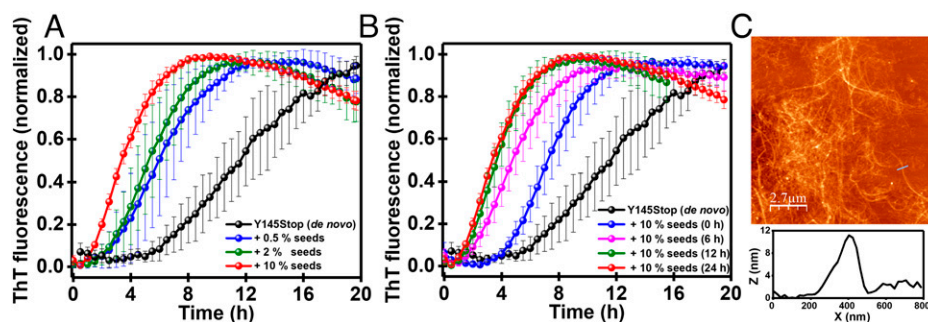 A
ThT fluorescence (normalized)
1.0
0.8
0.6
0.4
0.2
0.0
0 4 8 12 16 20
Time (h)
Y145Stop (de novo)
+ 0.5 % seeds
+ 2 % seeds
+ 10 % seeds
B
ThT fluorescence (normalized)
1.0
0.8
0.6
0.4
0.2
0.0
0 4 8 12 16 20
Time (h)
Y145Stop (de novo)
+ 10 % seeds (0 h)
+ 10 % seeds (6 h)
+ 10 % seeds (12 h)
+ 10 % seeds (24 h)
C
2.7μm
Z (nm)
12
8
4
0
0 200 400 600 800
X (nm)